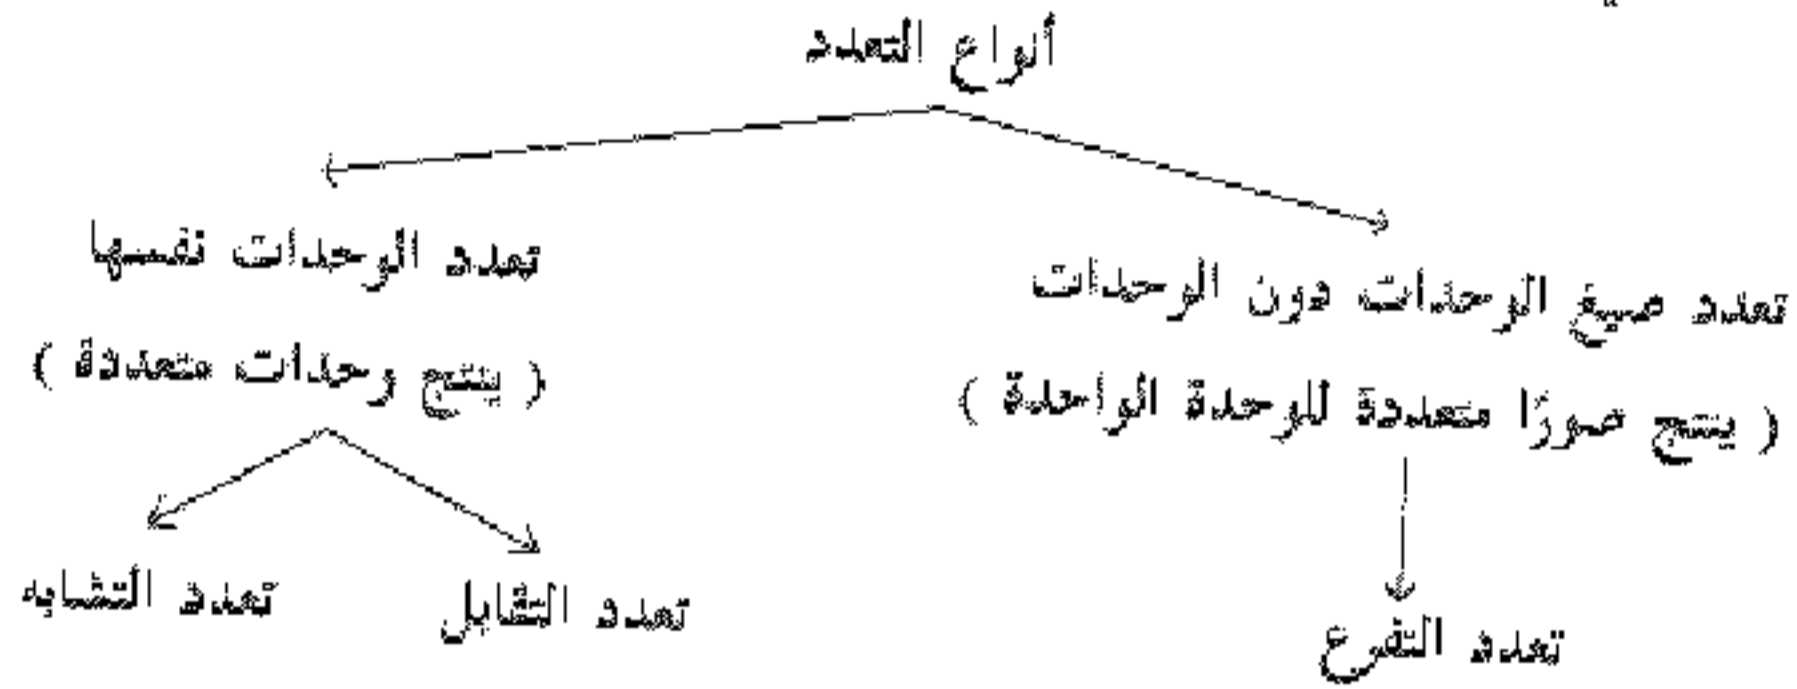 أنواع التعدد
تعدد صيغ الوحدات دون الوحدات
( ينتج صورًا متعددة للوحدة الواحدة )
تعدد التفرع
تعدد الوحدات نفسها
( ينتج وحدات متعددة )
تعدد التقابل
تعدد التشابه